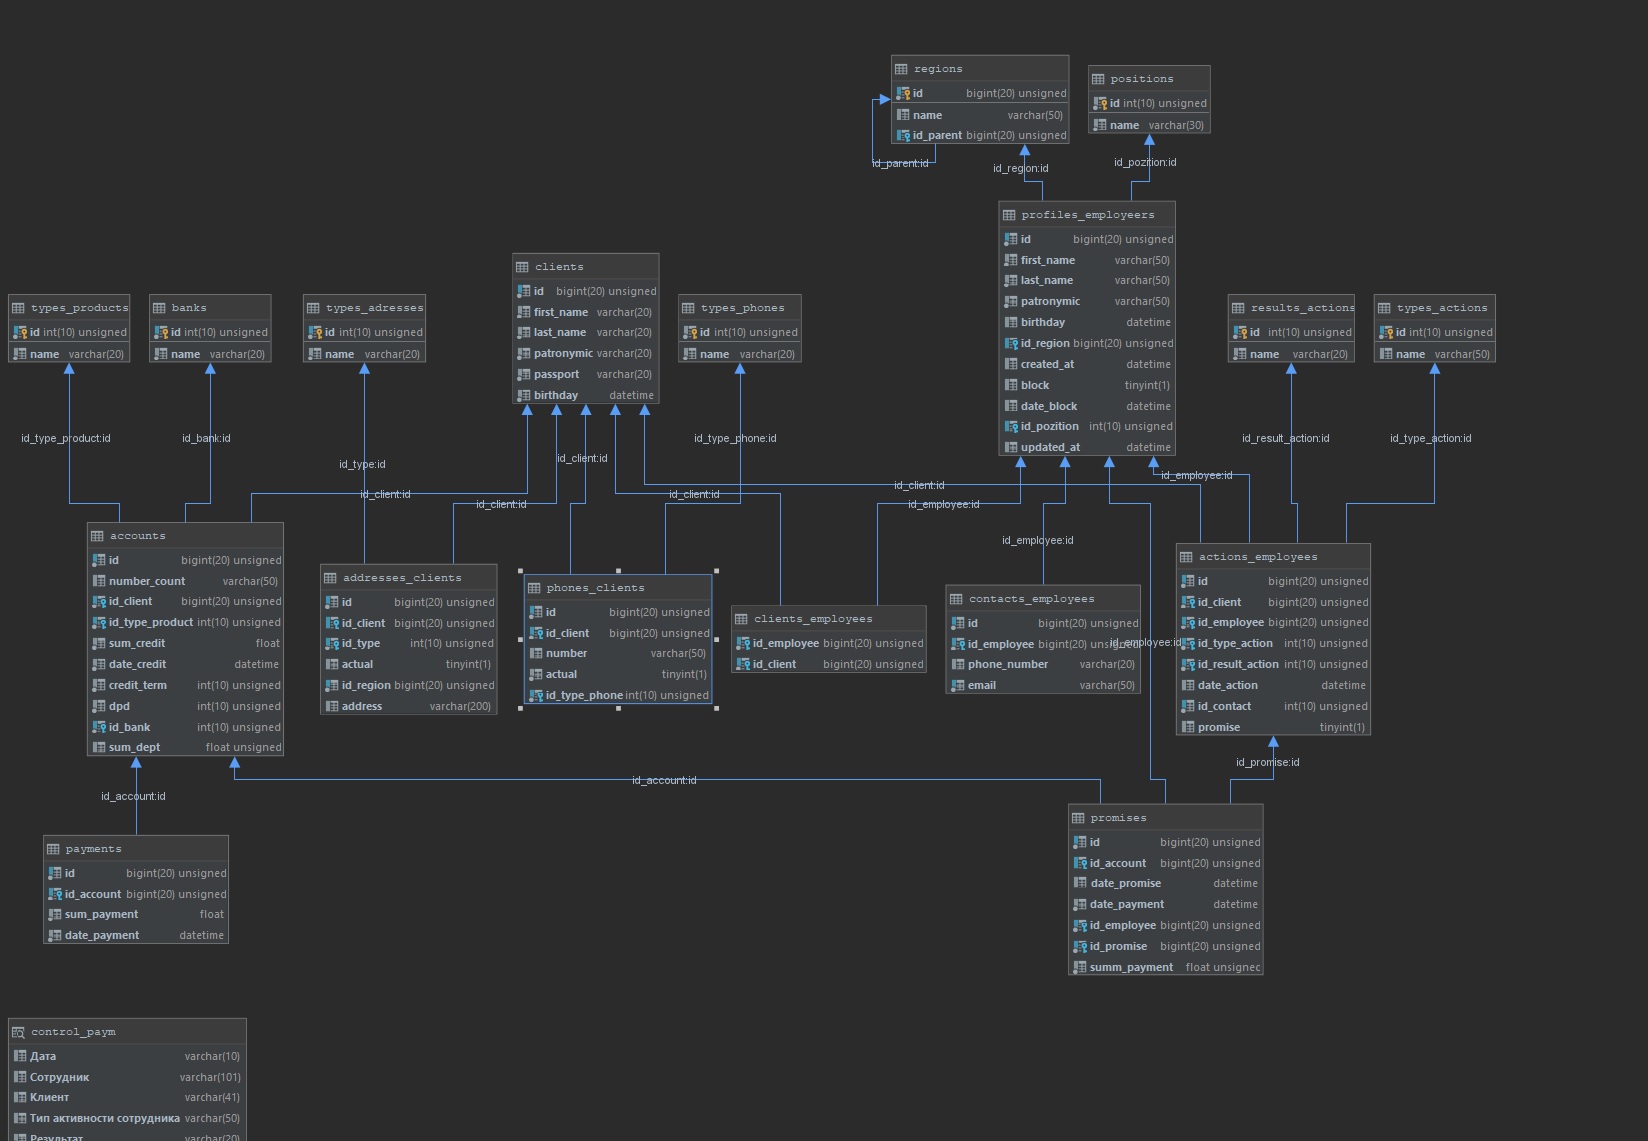 regions
id bigint(20) unsigned
name varchar(50)
id_parent bigint(20) unsigned
id_parent:id
positions
id int(10) unsigned
name varchar(30)
id_region:id
id_pozition:id
profiles_employeers
id bigint(20) unsigned
first_name varchar(50)
last_name varchar(50)
patronymic varchar(50)
birthday datetime
id_region bigint(20) unsigned
created_at datetime
block tinyint(1)
date_block datetime
id_pozition int(10) unsigned
updated_at datetime
types_products
id int(10) unsigned
name varchar(20)
banks
id int(10) unsigned
name varchar(20)
types_adresses
id int(10) unsigned
name varchar(20)
clients
id bigint(20) unsigned
first_name varchar(20)
last_name varchar(20)
patronymic varchar(20)
passport varchar(20)
birthday datetime
types_phones
id int(10) unsigned
name varchar(20)
results_actions
id int(10) unsigned
name varchar(20)
types_actions
id int(10) unsigned
name varchar(50)
id_type_product:id
id_bank:id
id_type:id
id_client:id
id_type_phone:id
id_result_action:id
id_type_action:id
id_client:id
id_client:id
id_client:id
id_client:id
id_employee:id
id_employee:id
id_employee:id
accounts
id bigint(20) unsigned
number_count varchar(50)
id_client bigint(20) unsigned
id_type_product int(10) unsigned
sum_credit float
date_credit datetime
credit_term int(10) unsigned
dpd int(10) unsigned
id_bank int(10) unsigned
sum_dept float unsigned
addresses_clients
id bigint(20) unsigned
id_client bigint(20) unsigned
id_type int(10) unsigned
actual tinyint(1)
id_region bigint(20) unsigned
address varchar(200)
phones_clients
id bigint(20) unsigned
id_client bigint(20) unsigned
number varchar(50)
actual tinyint(1)
id_type_phone int(10) unsigned
clients_employees
id_employee bigint(20) unsigned
id_client bigint(20) unsigned
contacts_employees
id bigint(20) unsigned
id_employee bigint(20) unsigned
phone_number varchar(20)
email varchar(50)
id_employee:id
actions_employees
id bigint(20) unsigned
id_client bigint(20) unsigned
id_employee bigint(20) unsigned
id_type_action int(10) unsigned
id_result_action int(10) unsigned
date_action datetime
id_contact int(10) unsigned
promise tinyint(1)
id_promise:id
id_account:id
id_account:id
payments
id bigint(20) unsigned
id_account bigint(20) unsigned
sum_payment float
date_payment datetime
promises
id bigint(20) unsigned
id_account bigint(20) unsigned
date_promise datetime
date_payment datetime
id_employee bigint(20) unsigned
id_promise bigint(20) unsigned
summ_payment float unsigned
control_paym
Дата varchar(10)
Сотрудник varchar(101)
Клиент varchar(41)
Тип активности сотрудника varchar(50)
Результат varchar(20)